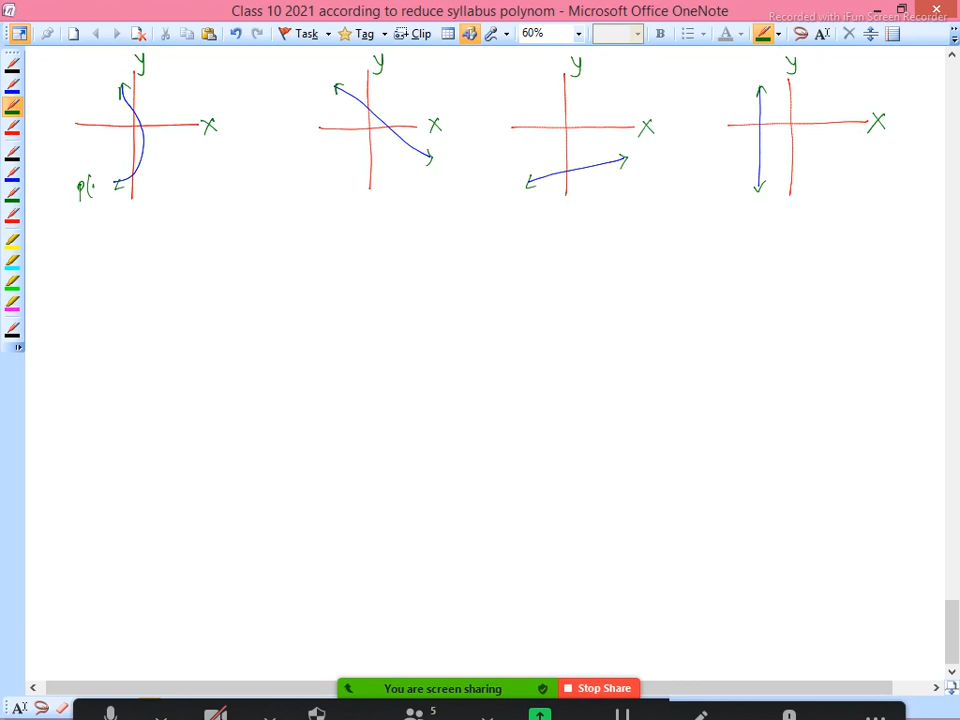 Class 10 2021 according to reduce syllabus polynom - Microsoft Office OneNote
Recorded with iFun Screen Recorder
Task Tag Clip 60% B A
y y y y
x x x x
p(
You are screen sharing Stop Share
5